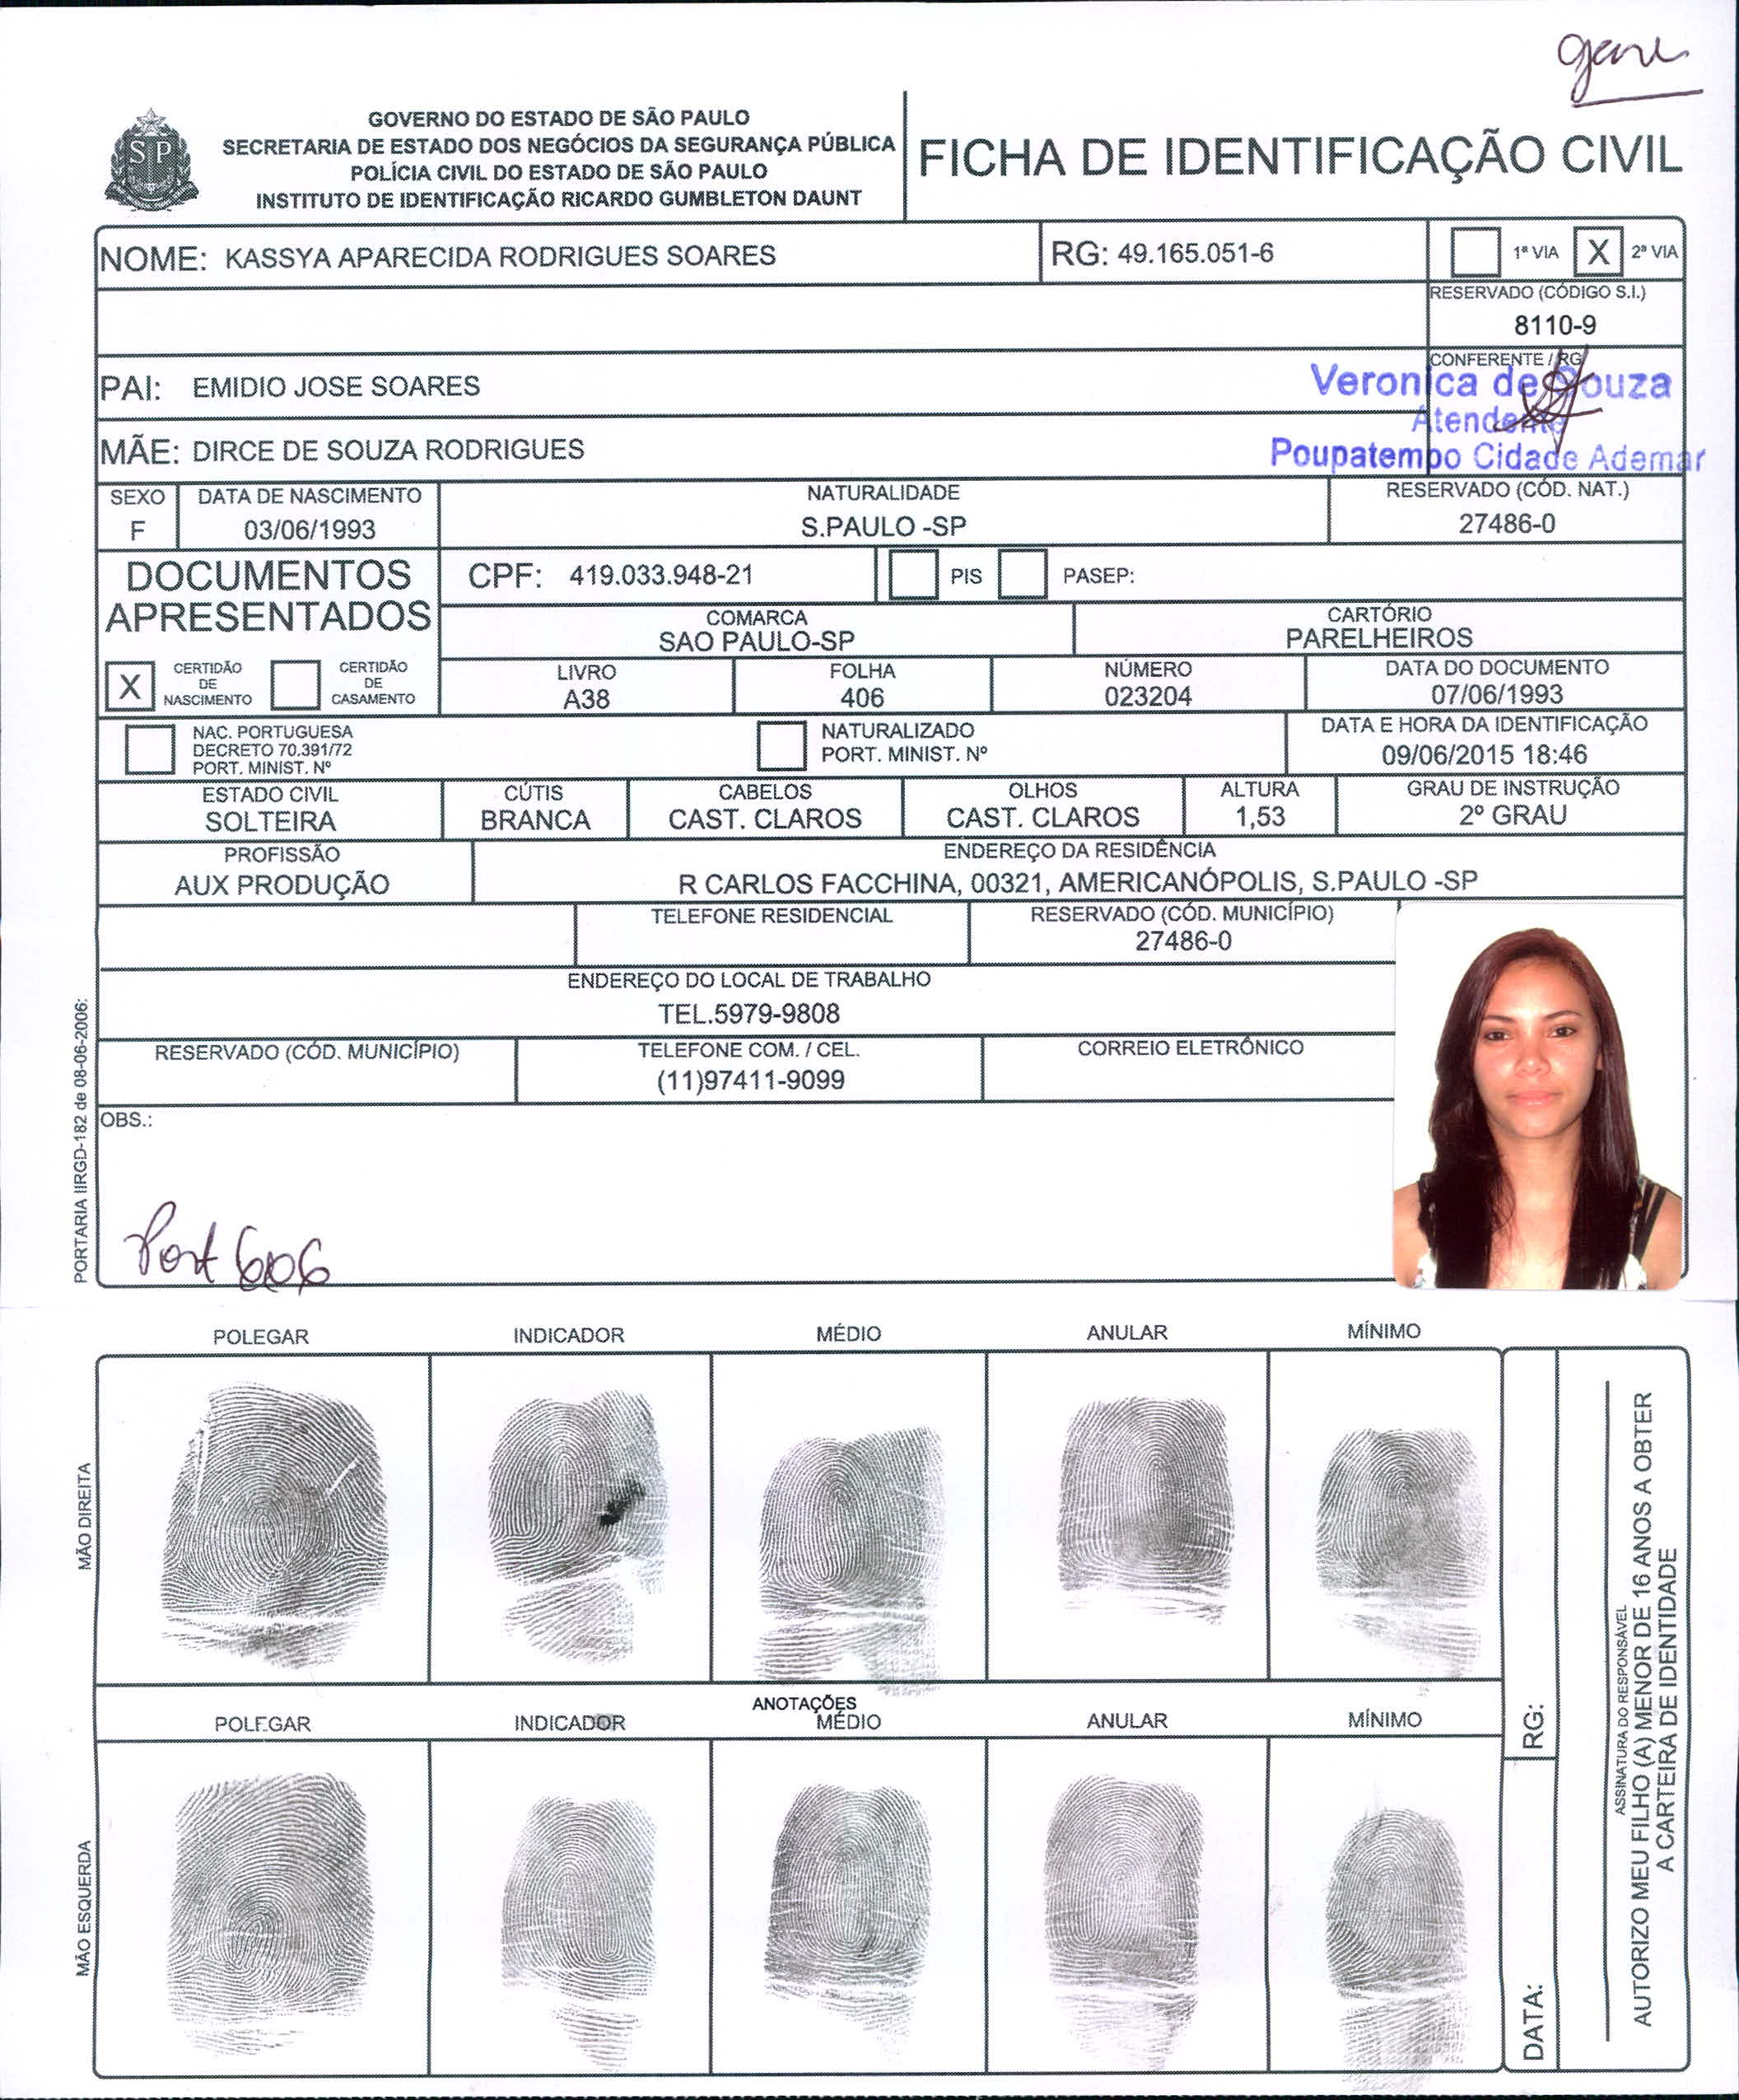 gene
GOVERNO DO ESTADO DE SÃO PAULO
SECRETARIA DE ESTADO DOS NEGÓCIOS DA SEGURANÇA PÚBLICA
POLÍCIA CIVIL DO ESTADO DE SÃO PAULO
INSTITUTO DE IDENTIFICAÇÃO RICARDO GUMBLETON DAUNT
SP
FICHA DE IDENTIFICAÇÃO CIVIL
NOME: KASSYA APARECIDA RODRIGUES SOARES
RG: 49.165.051-6
1ª VIA X 2ª VIA
RESERVADO (CÓDIGO S.I.)
8110-9
CONFERENTE / RG
PAI: EMIDIO JOSE SOARES
Veronica de Souza
Atendente
Poupatempo Cidade Ademar
MÃE: DIRCE DE SOUZA RODRIGUES
SEXO DATA DE NASCIMENTO NATURALIDADE RESERVADO (CÓD. NAT.)
F 03/06/1993 S.PAULO -SP 27486-0
DOCUMENTOS
APRESENTADOS
CPF: 419.033.948-21 PIS PASEP:
COMARCA CARTÓRIO
SAO PAULO-SP PARELHEIROS
X CERTIDÃO DE NASCIMENTO CERTIDÃO DE CASAMENTO
LIVRO FOLHA NÚMERO DATA DO DOCUMENTO
A38 406 023204 07/06/1993
NAC. PORTUGUESA
DECRETO 70.391/72
PORT. MINIST. Nº
NATURALIZADO
PORT. MINIST. Nº
DATA E HORA DA IDENTIFICAÇÃO
09/06/2015 18:46
ESTADO CIVIL CÚTIS CABELOS OLHOS ALTURA GRAU DE INSTRUÇÃO
SOLTEIRA BRANCA CAST. CLAROS CAST. CLAROS 1,53 2º GRAU
PROFISSÃO ENDEREÇO DA RESIDÊNCIA
AUX PRODUÇÃO R CARLOS FACCHINA, 00321, AMERICANÓPOLIS, S.PAULO -SP
TELEFONE RESIDENCIAL RESERVADO (CÓD. MUNICÍPIO)
27486-0
ENDEREÇO DO LOCAL DE TRABALHO
TEL.5979-9808
RESERVADO (CÓD. MUNICÍPIO) TELEFONE COM. / CEL. CORREIO ELETRÔNICO
(11)97411-9099
OBS.:
Port 606
PORTARIA IIRGD-182 de 08-06-2006:
POLEGAR INDICADOR MÉDIO ANULAR MÍNIMO
MÃO DIREITA
ANOTAÇÕES
POLEGAR INDICADOR MÉDIO ANULAR MÍNIMO
MÃO ESQUERDA
RG:
DATA:
ASSINATURA DO RESPONSÁVEL
AUTORIZO MEU FILHO (A) MENOR DE 16 ANOS A OBTER
A CARTEIRA DE IDENTIDADE